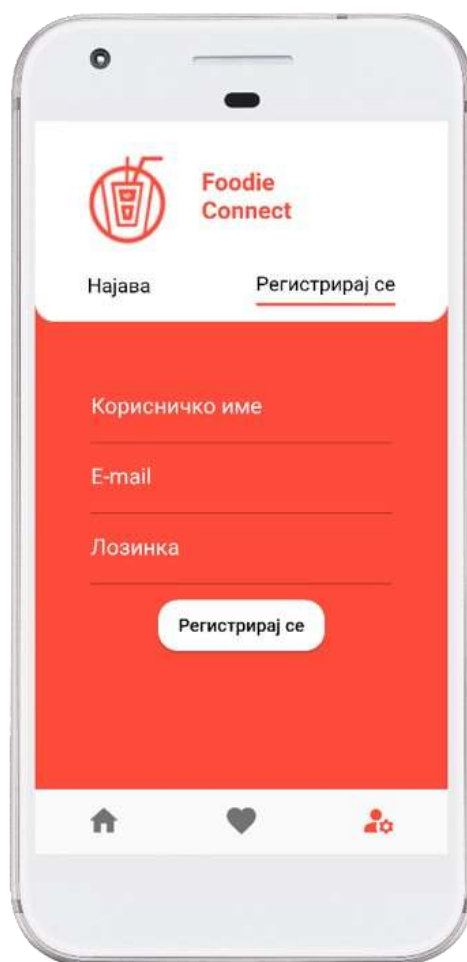 Foodie
Connect
Најава
Регистрирај се
Корисничко име
E-mail
Лозинка
Регистрирај се